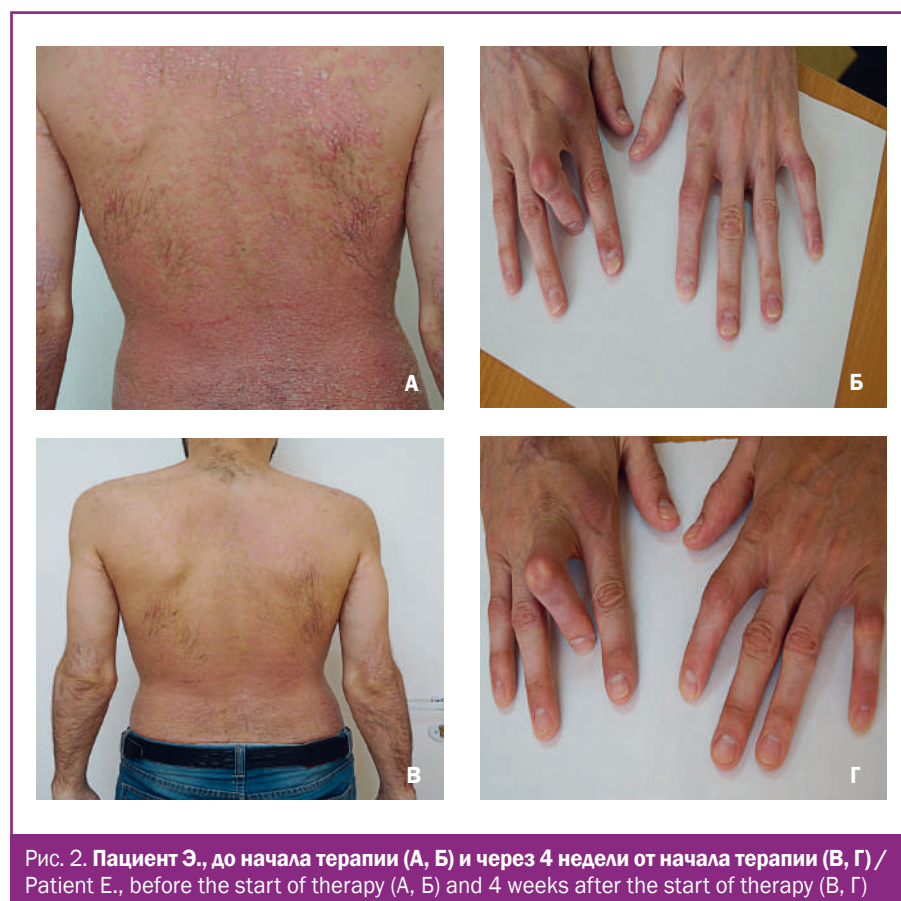 А
Б
В
Г
Рис. 2. Пациент Э., до начала терапии (А, Б) и через 4 недели от начала терапии (В, Г) /
Patient E., before the start of therapy (А, Б) and 4 weeks after the start of therapy (В, Г)